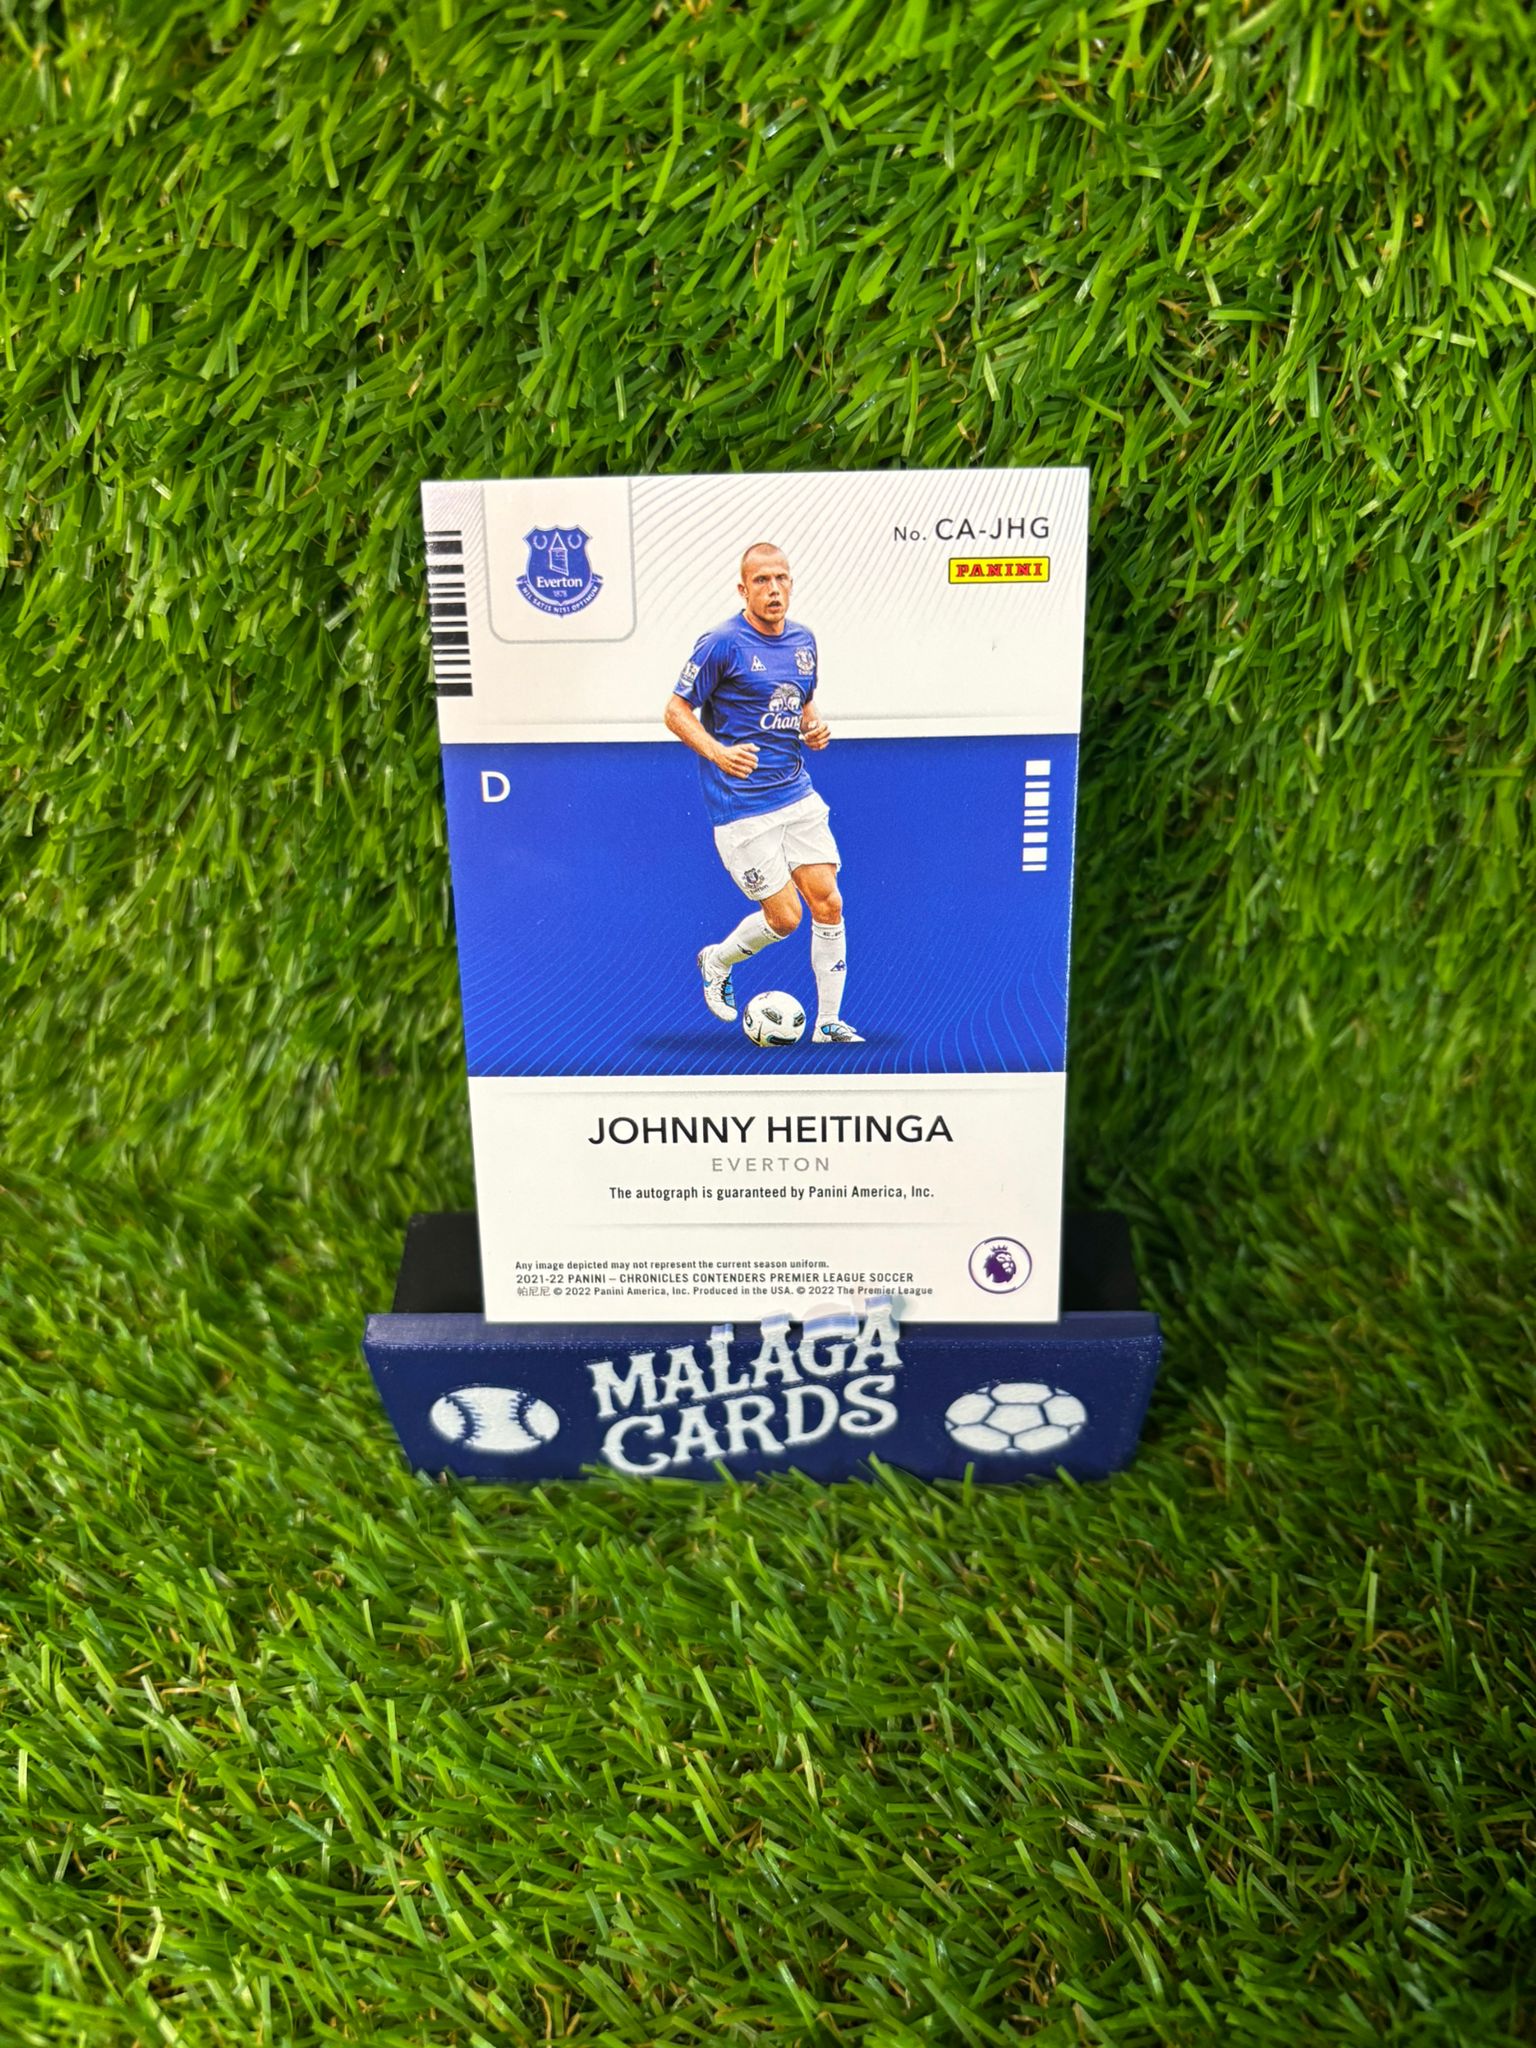 Everton
1878
NIL SATIS NISI OPTIMUM
No. CA-JHG
PANINI
Chang
D
JOHNNY HEITINGA
EVERTON
The autograph is guaranteed by Panini America, Inc.
Any image depicted may not represent the current season uniform.
2021-22 PANINI – CHRONICLES CONTENDERS PREMIER LEAGUE SOCCER
帕尼尼 © 2022 Panini America, Inc. Produced in the USA. © 2022 The Premier League
MALAGA
CARDS